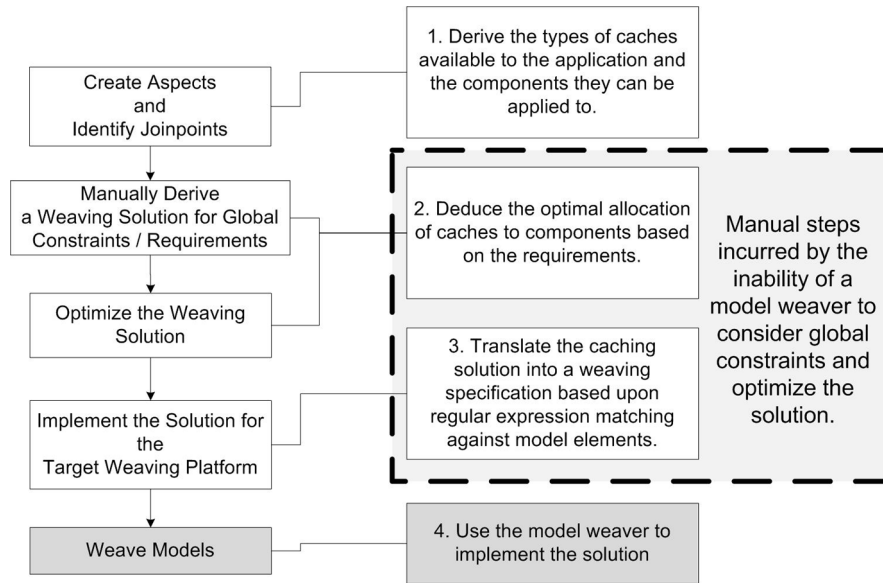 Create Aspects
and
Identify Joinpoints
Manually Derive
a Weaving Solution for Global
Constraints / Requirements
Optimize the Weaving
Solution
Implement the Solution for
the
Target Weaving Platform
Weave Models
1. Derive the types of caches
available to the application and
the components they can be
applied to.
2. Deduce the optimal allocation
of caches to components based
on the requirements.
3. Translate the caching
solution into a weaving
specification based upon
regular expression matching
against model elements.
4. Use the model weaver to
implement the solution
Manual steps
incurred by the
inability of a
model weaver to
consider global
constraints and
optimize the
solution.